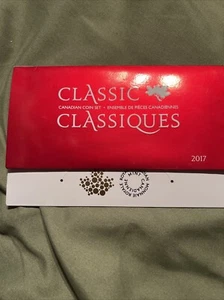 CLASSIC
CANADIAN COIN SET · ENSEMBLE DE PIÈCES CANADIENNES
CLASSIQUES
2017